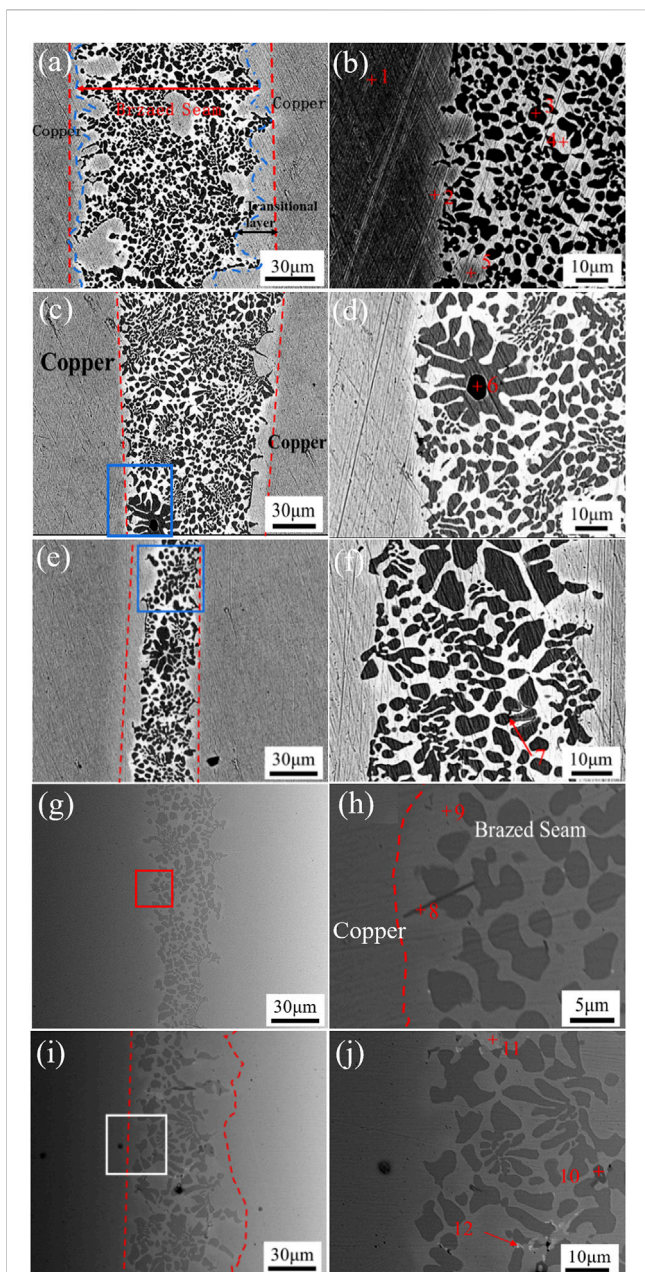 (a)
Copper
Brazed Seam
Copper
Transitional
layer
30μm
(b)
+1
+3
4+
+2
+5
10μm
(c)
Copper
Copper
30μm
(d)
+6
10μm
(e)
30μm
(f)
7
10μm
(g)
30μm
(h)
+9
Brazed Seam
+8
Copper
5μm
(i)
30μm
(j)
+11
10+
12
10μm